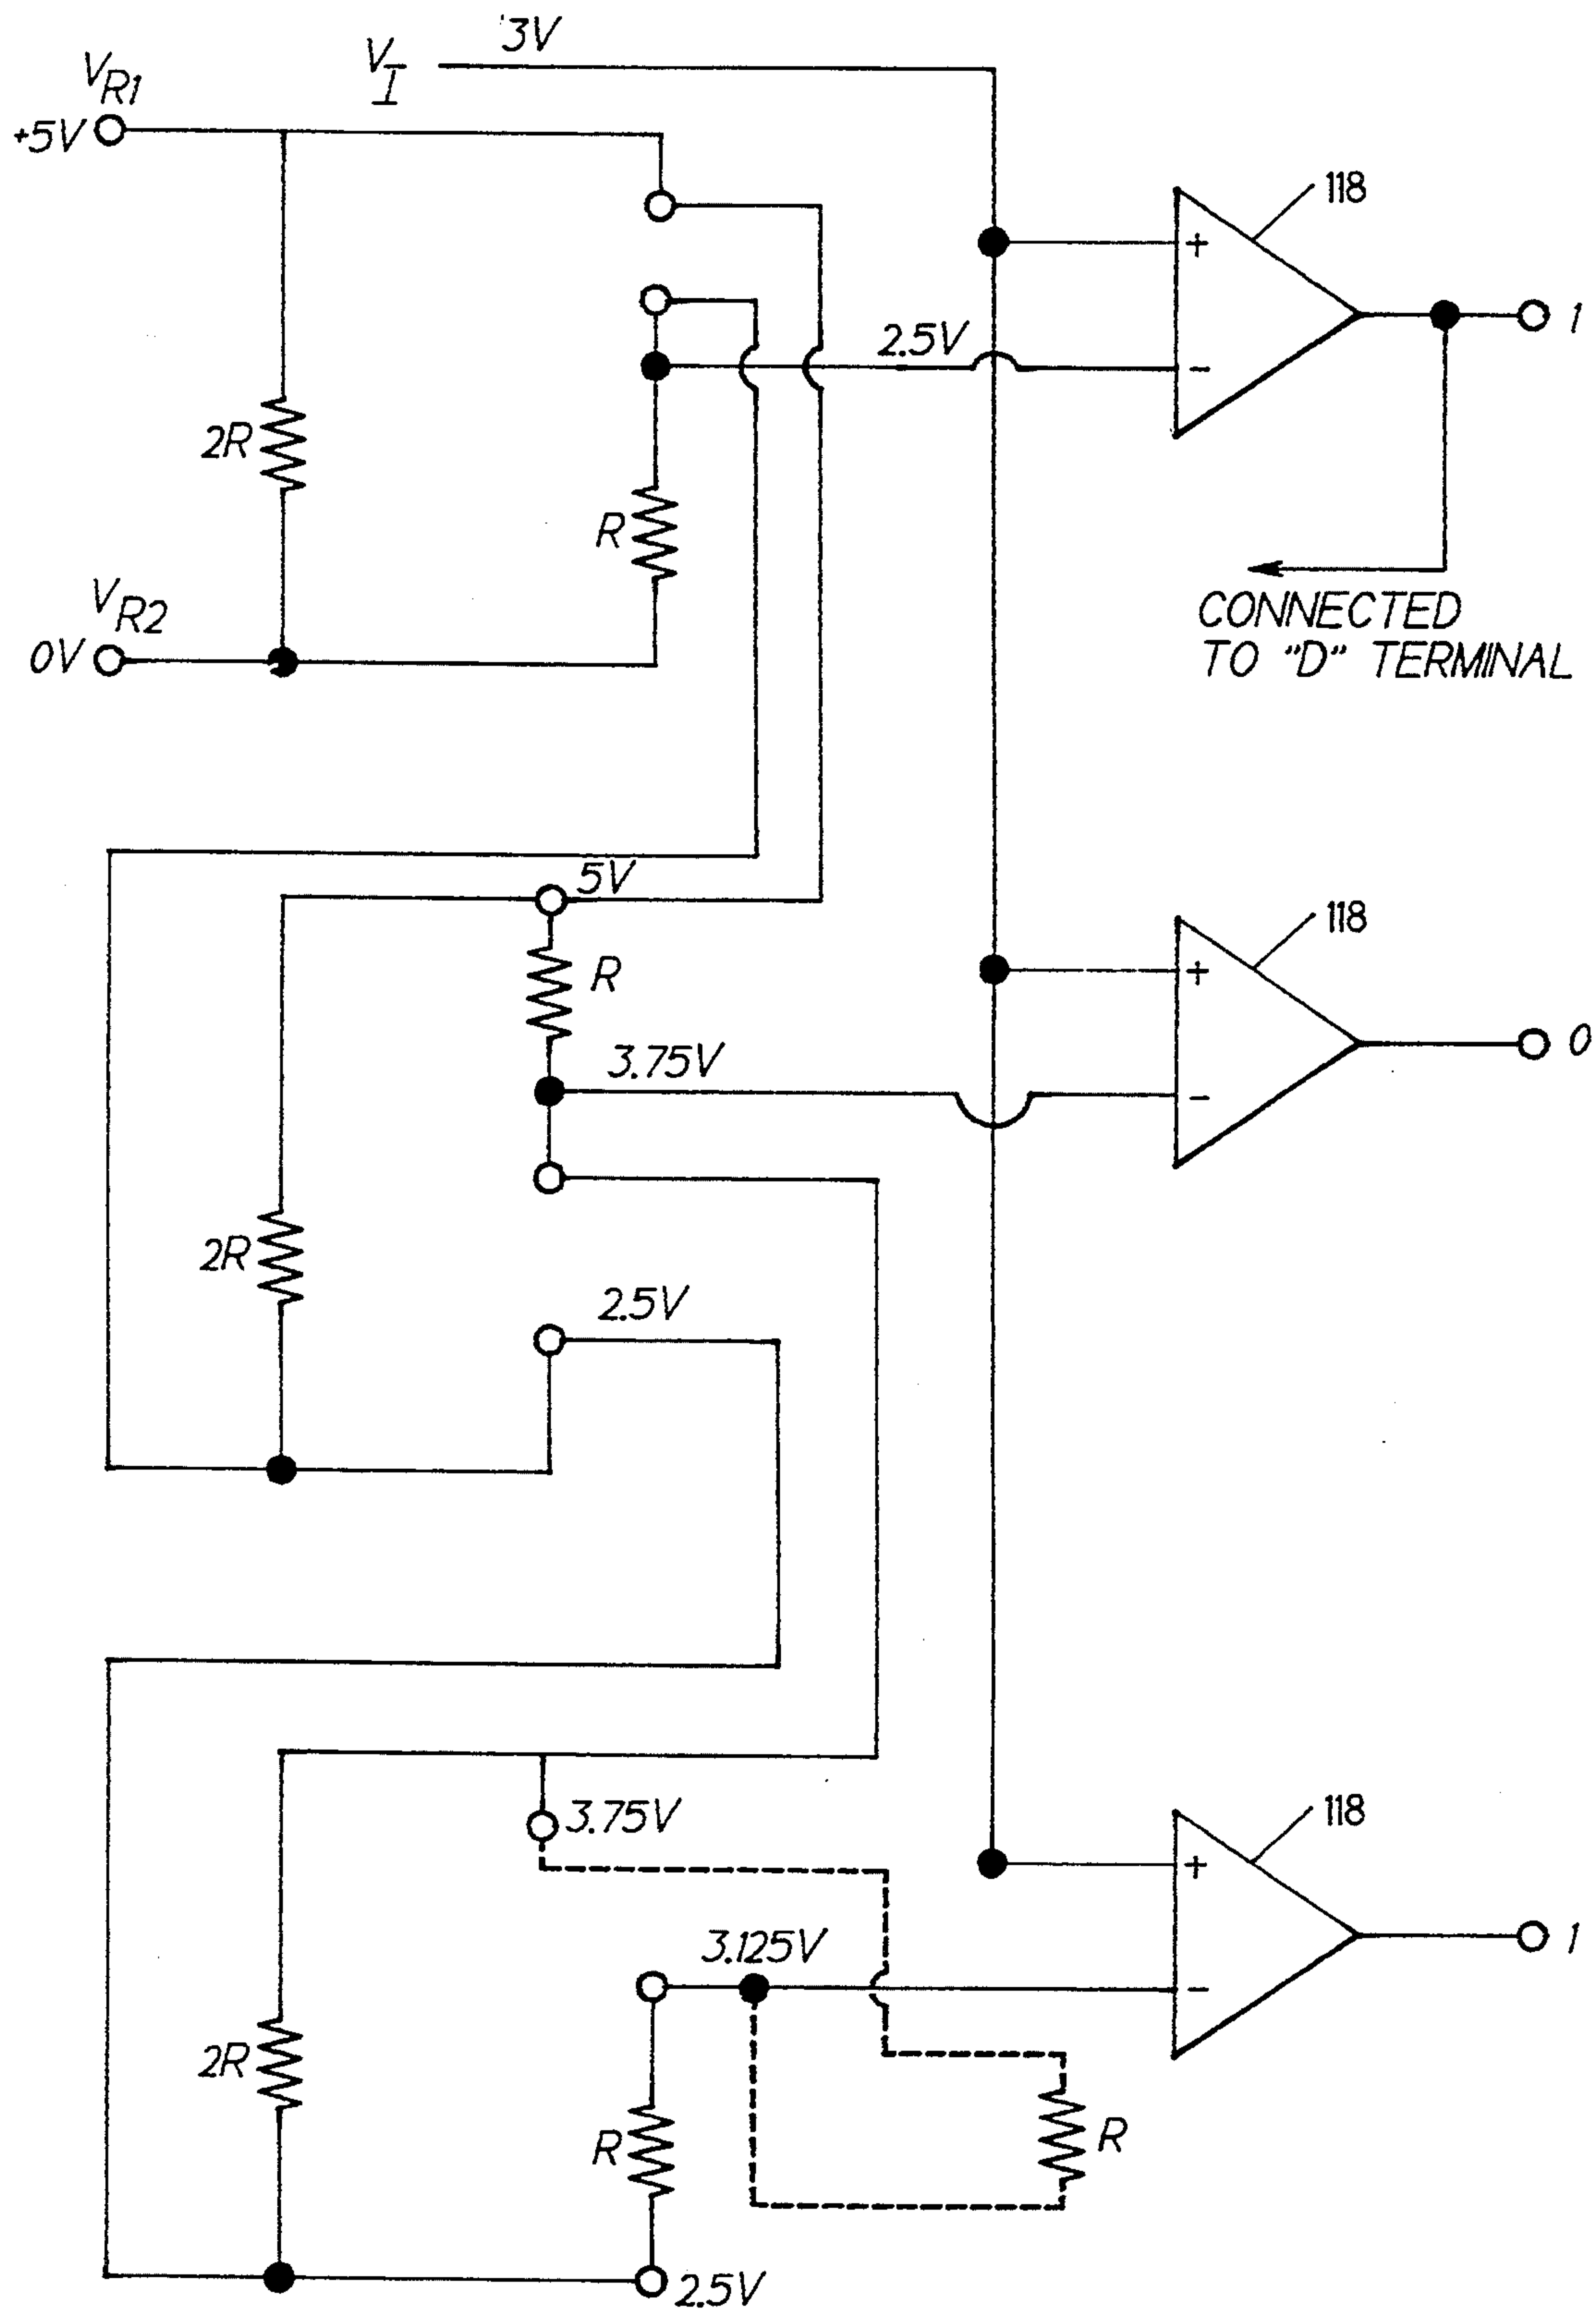 3V
V_I
V_R1
+5V
118
+
1
2.5V
−
2R
R
CONNECTED
TO "D" TERMINAL
V_R2
0V
5V
118
R
+
0
3.75V
−
2R
2.5V
3.75V
118
+
3.125V
1
−
2R
R
R
2.5V